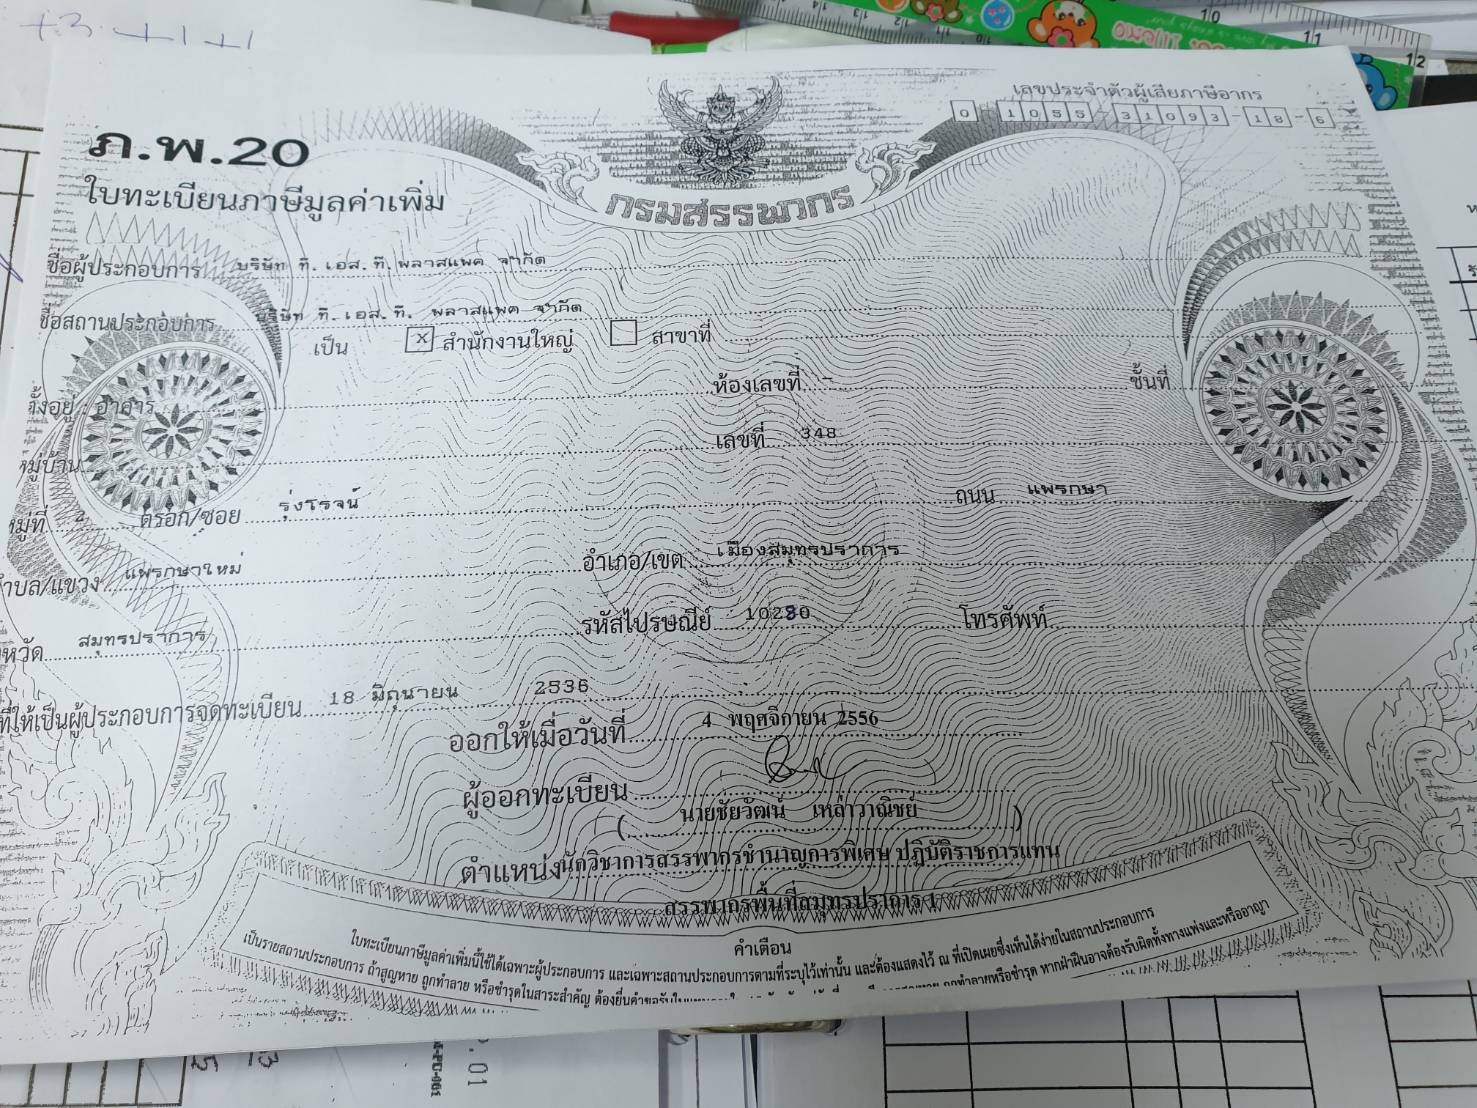 +3 +1 +1
10
11
12
เลขประจำตัวผู้เสียภาษีอากร
0 1055-31093-18-6
ภ.พ.20
ใบทะเบียนภาษีมูลค่าเพิ่ม
กรมสรรพากร
ชื่อผู้ประกอบการ บริษัท ที.เอส.ที.พลาสแพค จำกัด
ชื่อสถานประกอบการ บริษัท ที.เอส.ที. พลาสแพค จำกัด
เป็น x สำนักงานใหญ่ สาขาที่
ห้องเลขที่ - ชั้นที่
ตั้งอยู่ : อาคาร
หมู่บ้าน เลขที่ 348
หมู่ที่ 2 ตรอก/ซอย รุ่งโรจน์ ถนน แพรกษา
ตำบล/แขวง แพรกษาใหม่ อำเภอ/เขต เมืองสมุทรปราการ
จังหวัด สมุทรปราการ รหัสไปรษณีย์ 10280 โทรศัพท์
ที่ให้เป็นผู้ประกอบการจดทะเบียน 18 มิถุนายน 2536
ออกให้เมื่อวันที่ 4 พฤศจิกายน 2556
ผู้ออกทะเบียน
( นายชัยวัฒน์ เหล่าวาณิชย์ )
ตำแหน่งนักวิชาการสรรพากรชำนาญการพิเศษ ปฏิบัติราชการแทน
สรรพากรพื้นที่สมุทรปราการ 1
คำเตือน
ใบทะเบียนภาษีมูลค่าเพิ่มนี้ใช้ได้เฉพาะผู้ประกอบการ และเฉพาะสถานประกอบการตามที่ระบุไว้เท่านั้น และต้องแสดงไว้ ณ ที่เปิดเผยซึ่งเห็นได้ง่ายในสถานประกอบการ
เป็นรายสถานประกอบการ ถ้าสูญหาย ถูกทำลาย หรือชำรุดในสาระสำคัญ ต้องยื่นคำขอรับใบแทน ถูกทำลายหรือชำรุด หากฝ่าฝืนอาจต้องรับผิดทั้งทางแพ่งและหรืออาญา